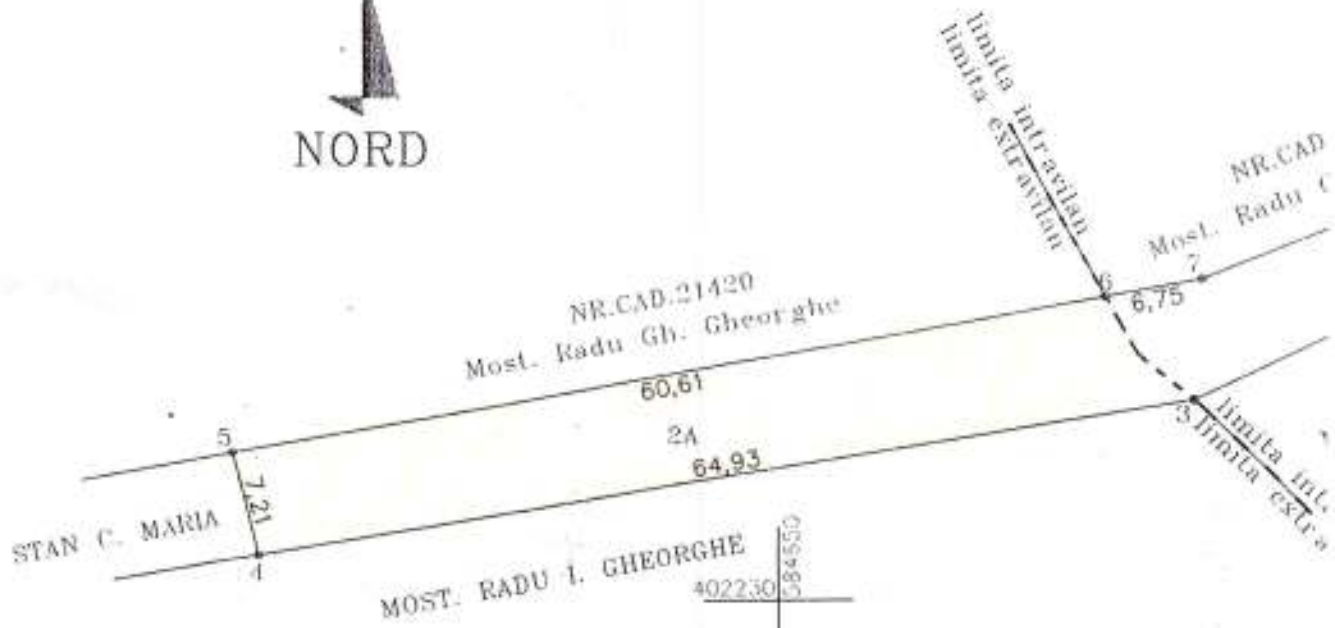 NORD
limita intravilan
limita extravilan
NR.CAD
Most. Radu
NR.CAD.21420
Most. Radu Gh. Gheorghe
6
7
6,75
60,61
5
2A
3
64,93
7,21
limita int.
limita extra
STAN C. MARIA
4
MOST. RADU I. GHEORGHE
402230
584550